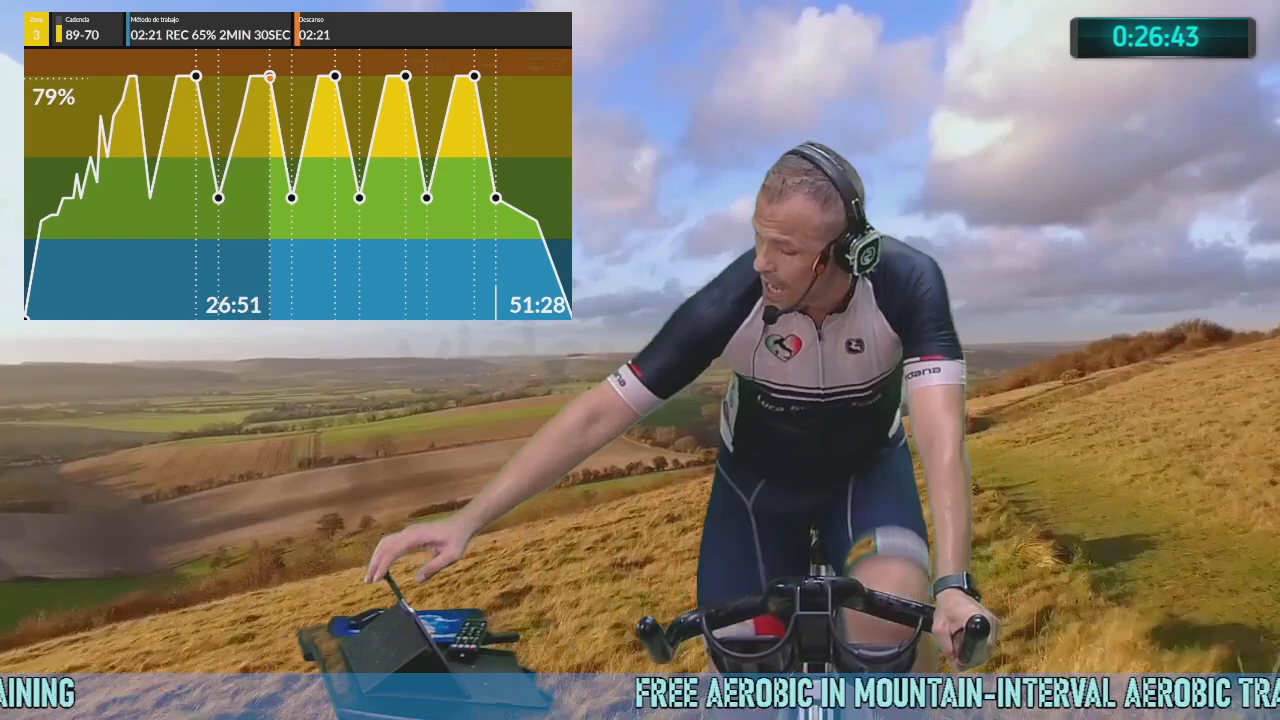 Zona
3
Cadencia
89-70
Método de trabajo
02:21 REC 65% 2MIN 30SEC
Descanso
02:21
0:26:43
79%
26:51
51:28
AINING
FREE AEROBIC IN MOUNTAIN-INTERVAL AEROBIC TRA